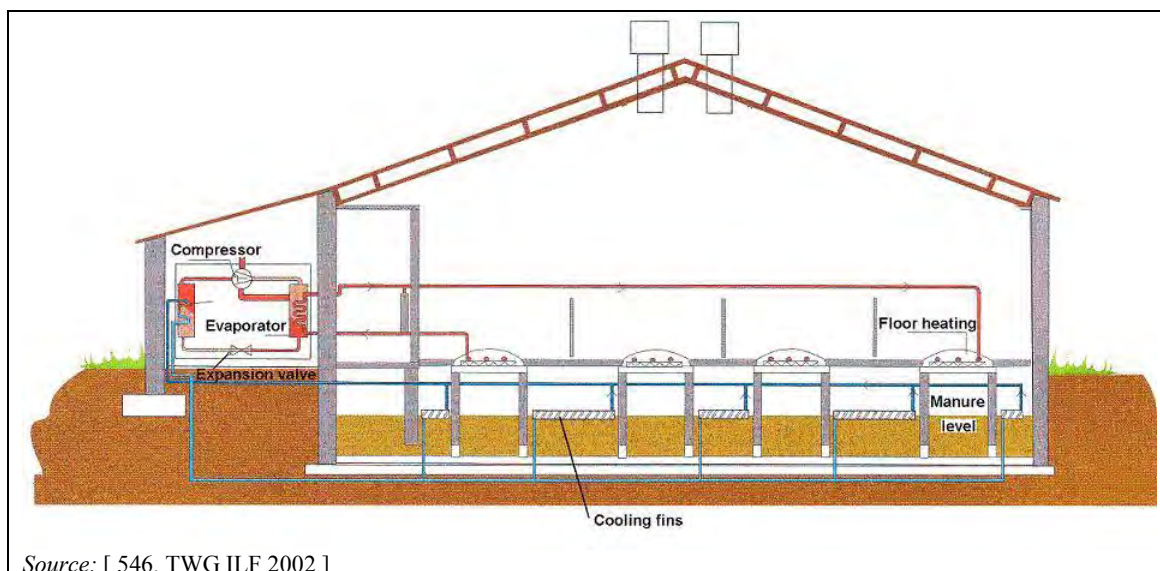 Compressor
Evaporator
Floor heating
Expansion valve
Manure
level
Cooling fins
Source: [ 546, TWG ILF 2002 ]